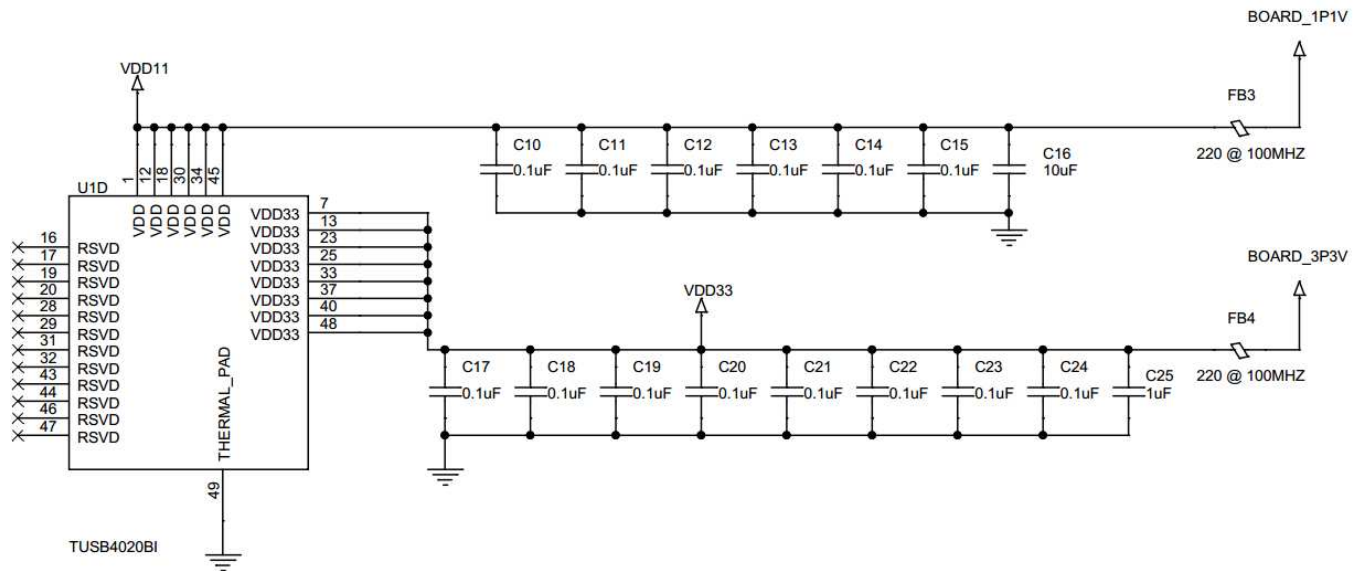 BOARD_1P1V
VDD11
FB3
220 @ 100MHZ
C10
0.1uF
C11
0.1uF
C12
0.1uF
C13
0.1uF
C14
0.1uF
C15
0.1uF
C16
10uF
1
12
18
30
34
45
U1D
VDD
VDD
VDD
VDD
VDD
VDD
VDD33 7
VDD33 13
VDD33 23
VDD33 25
VDD33 33
VDD33 37
VDD33 40
VDD33 48
16 RSVD
17 RSVD
19 RSVD
20 RSVD
28 RSVD
29 RSVD
31 RSVD
32 RSVD
43 RSVD
44 RSVD
46 RSVD
47 RSVD
THERMAL_PAD
49
TUSB4020BI
BOARD_3P3V
VDD33
FB4
220 @ 100MHZ
C17
0.1uF
C18
0.1uF
C19
0.1uF
C20
0.1uF
C21
0.1uF
C22
0.1uF
C23
0.1uF
C24
0.1uF
C25
1uF